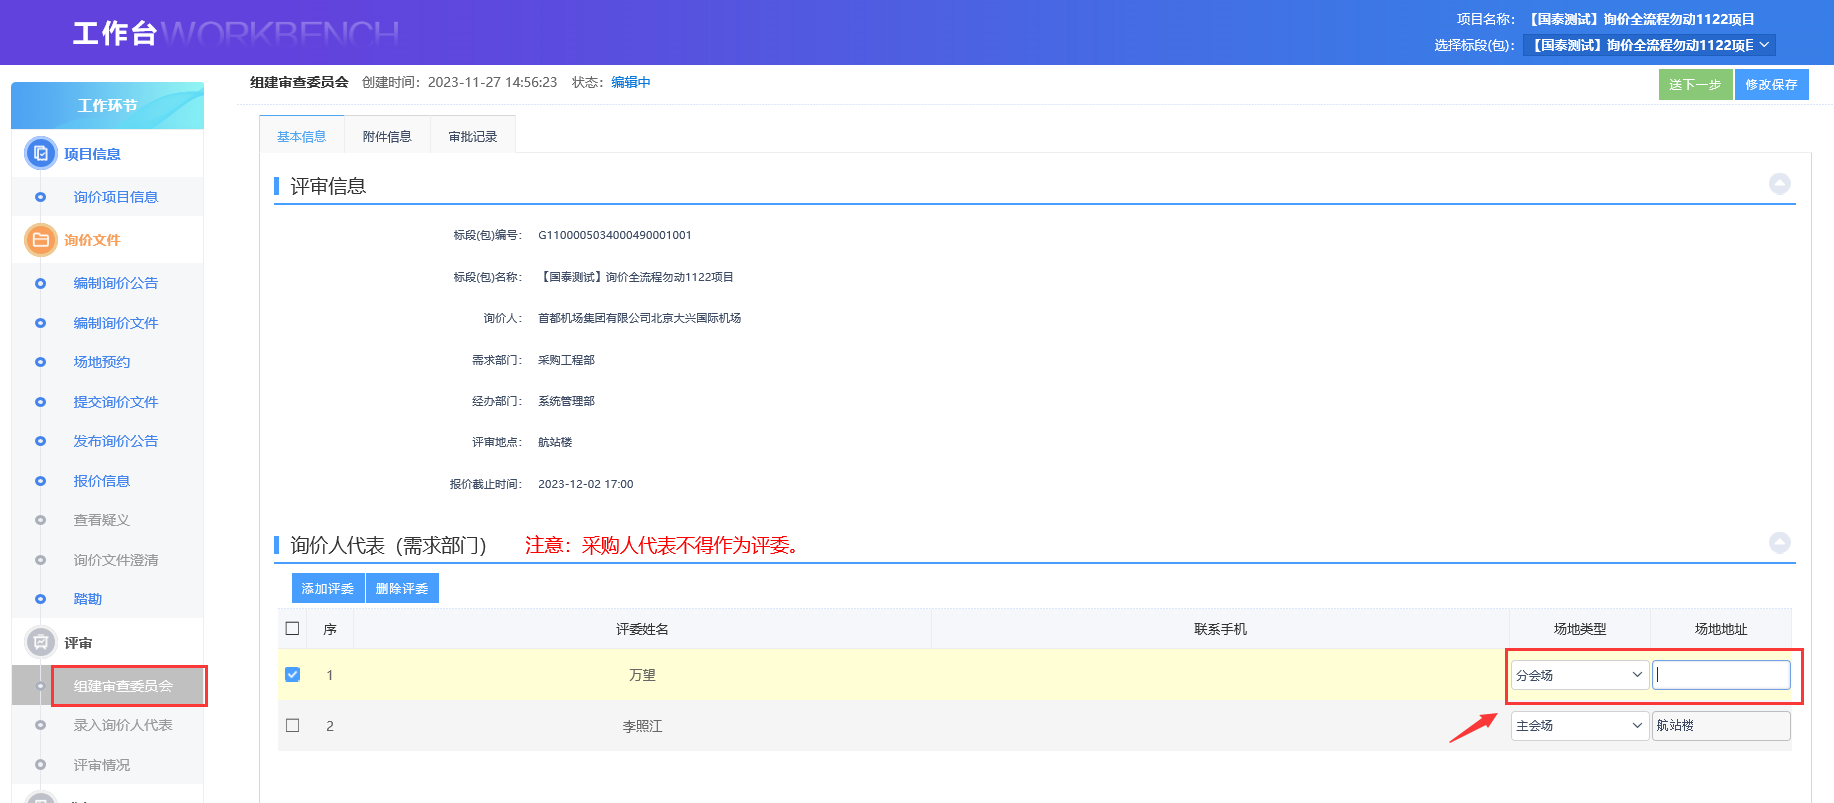 工作台WORKBENCH
项目名称： 【国泰测试】询价全流程勿动1122项目
选择标段(包)： 【国泰测试】询价全流程勿动1122项目
组建审查委员会 创建时间：2023-11-27 14:56:23 状态：编辑中
送下一步 修改保存
工作环节
项目信息
询价项目信息
询价文件
编制询价公告
编制询价文件
场地预约
提交询价文件
发布询价公告
报价信息
查看疑义
询价文件澄清
踏勘
评审
组建审查委员会
录入询价人代表
评审情况
基本信息 附件信息 审批记录
评审信息
标段(包)编号： G1100005034000490001001
标段(包)名称： 【国泰测试】询价全流程勿动1122项目
询价人： 首都机场集团有限公司北京大兴国际机场
需求部门： 采购工程部
经办部门： 系统管理部
评审地点： 航站楼
报价截止时间： 2023-12-02 17:00
询价人代表（需求部门） 注意：采购人代表不得作为评委。
添加评委 删除评委
序 评委姓名 联系手机 场地类型 场地地址
1 万望 分会场
2 李照江 主会场 航站楼